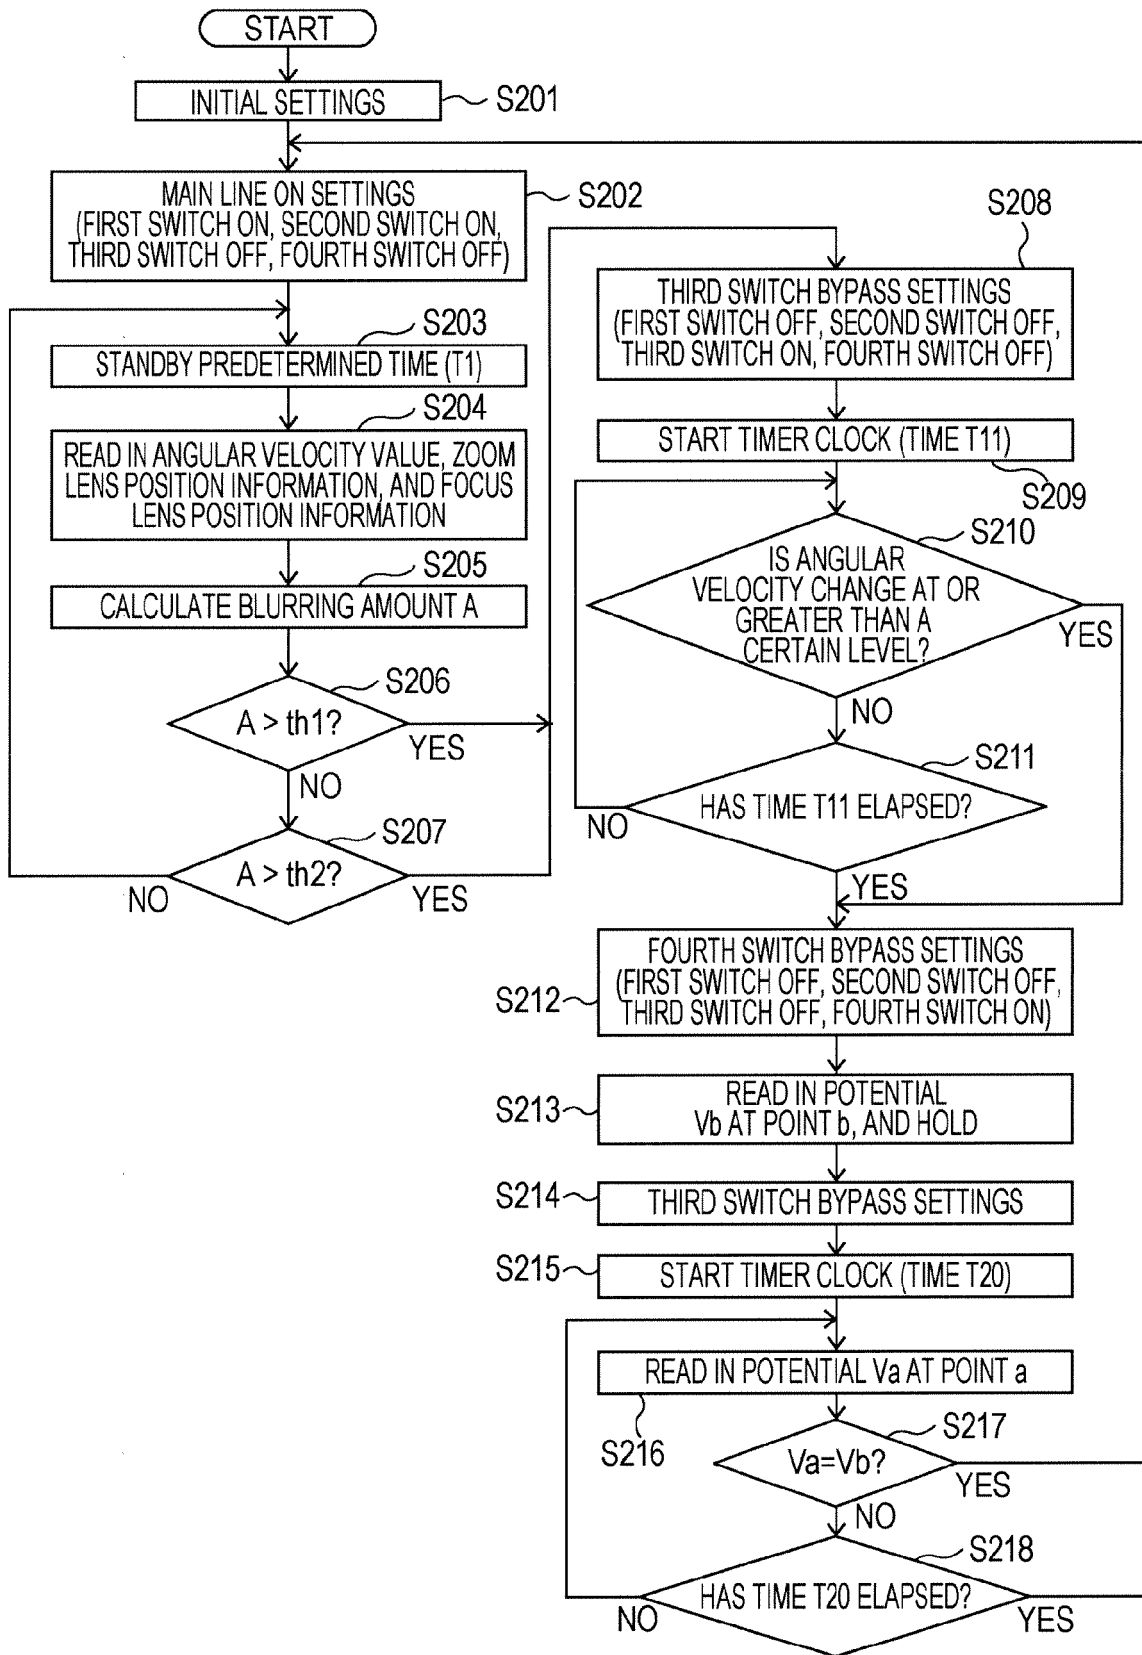 START
INITIAL SETTINGS
S201
MAIN LINE ON SETTINGS
(FIRST SWITCH ON, SECOND SWITCH ON,
THIRD SWITCH OFF, FOURTH SWITCH OFF)
S202
S203
STANDBY PREDETERMINED TIME (T1)
S204
READ IN ANGULAR VELOCITY VALUE, ZOOM
LENS POSITION INFORMATION, AND FOCUS
LENS POSITION INFORMATION
S205
CALCULATE BLURRING AMOUNT A
S206
A > th1?
YES
NO
S207
A > th2?
NO
YES
S208
THIRD SWITCH BYPASS SETTINGS
(FIRST SWITCH OFF, SECOND SWITCH OFF,
THIRD SWITCH ON, FOURTH SWITCH OFF)
START TIMER CLOCK (TIME T11)
S209
S210
IS ANGULAR
VELOCITY CHANGE AT OR
GREATER THAN A
CERTAIN LEVEL?
YES
NO
S211
HAS TIME T11 ELAPSED?
NO
YES
FOURTH SWITCH BYPASS SETTINGS
(FIRST SWITCH OFF, SECOND SWITCH OFF,
THIRD SWITCH OFF, FOURTH SWITCH ON)
S212
READ IN POTENTIAL
Vb AT POINT b, AND HOLD
S213
S214
THIRD SWITCH BYPASS SETTINGS
S215
START TIMER CLOCK (TIME T20)
READ IN POTENTIAL Va AT POINT a
S216
S217
Va=Vb?
YES
NO
S218
HAS TIME T20 ELAPSED?
NO
YES